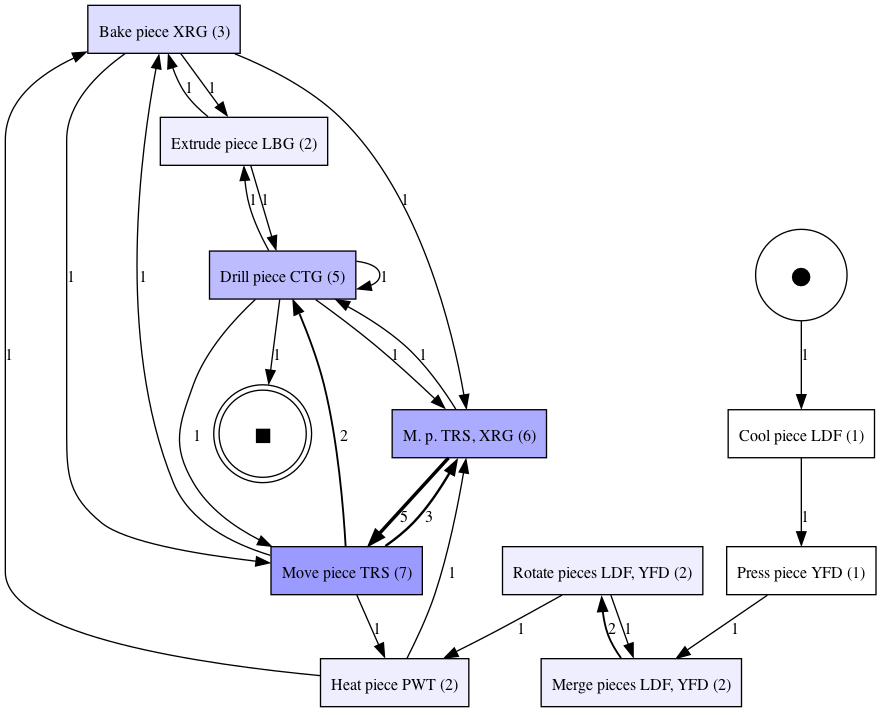 Bake piece XRG (3)
1
1
Extrude piece LBG (2)
1
1
1
Drill piece CTG (5)
1
1
1
1
1
1
1
1
1
Cool piece LDF (1)
1
2
M. p. TRS, XRG (6)
5
3
1
Move piece TRS (7)
1
Rotate pieces LDF, YFD (2)
Press piece YFD (1)
1
1
2
1
1
Heat piece PWT (2)
Merge pieces LDF, YFD (2)